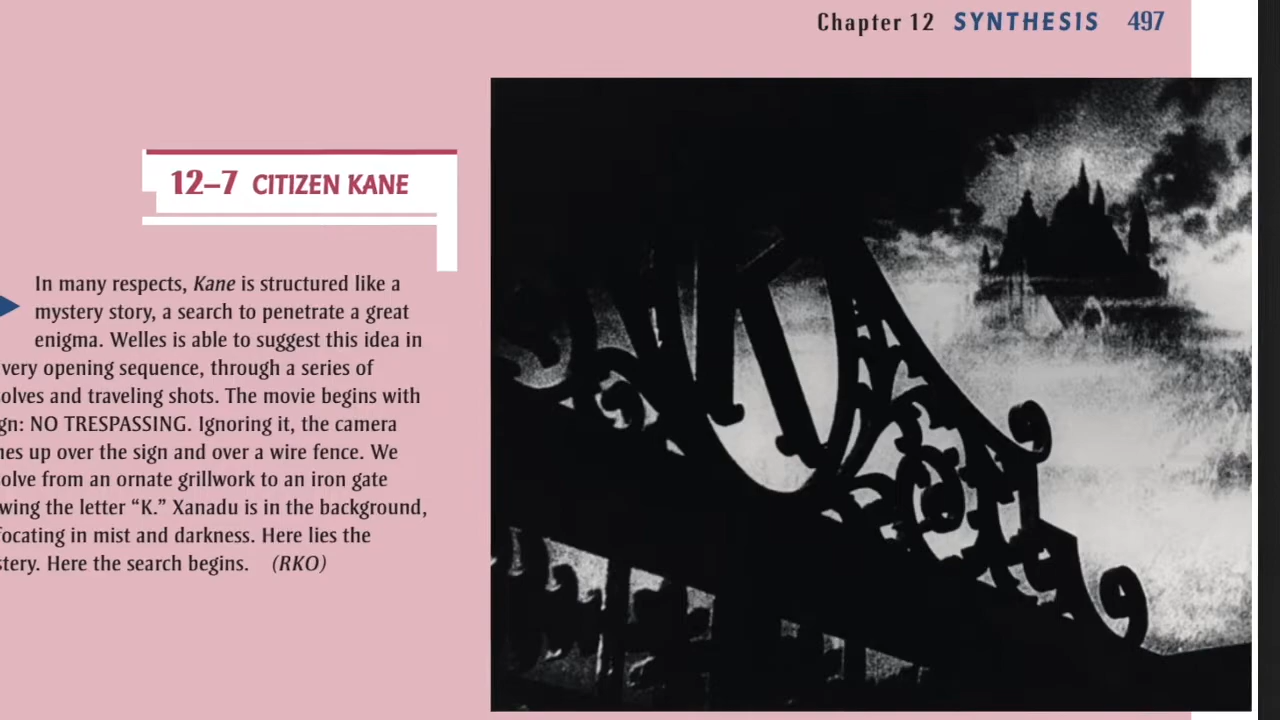 Chapter 12 SYNTHESIS 497
12–7 CITIZEN KANE
In many respects, Kane is structured like a
mystery story, a search to penetrate a great
enigma. Welles is able to suggest this idea in
very opening sequence, through a series of
solves and traveling shots. The movie begins with
gn: NO TRESPASSING. Ignoring it, the camera
nes up over the sign and over a wire fence. We
solve from an ornate grillwork to an iron gate
wing the letter “K.” Xanadu is in the background,
focating in mist and darkness. Here lies the
stery. Here the search begins. (RKO)
K